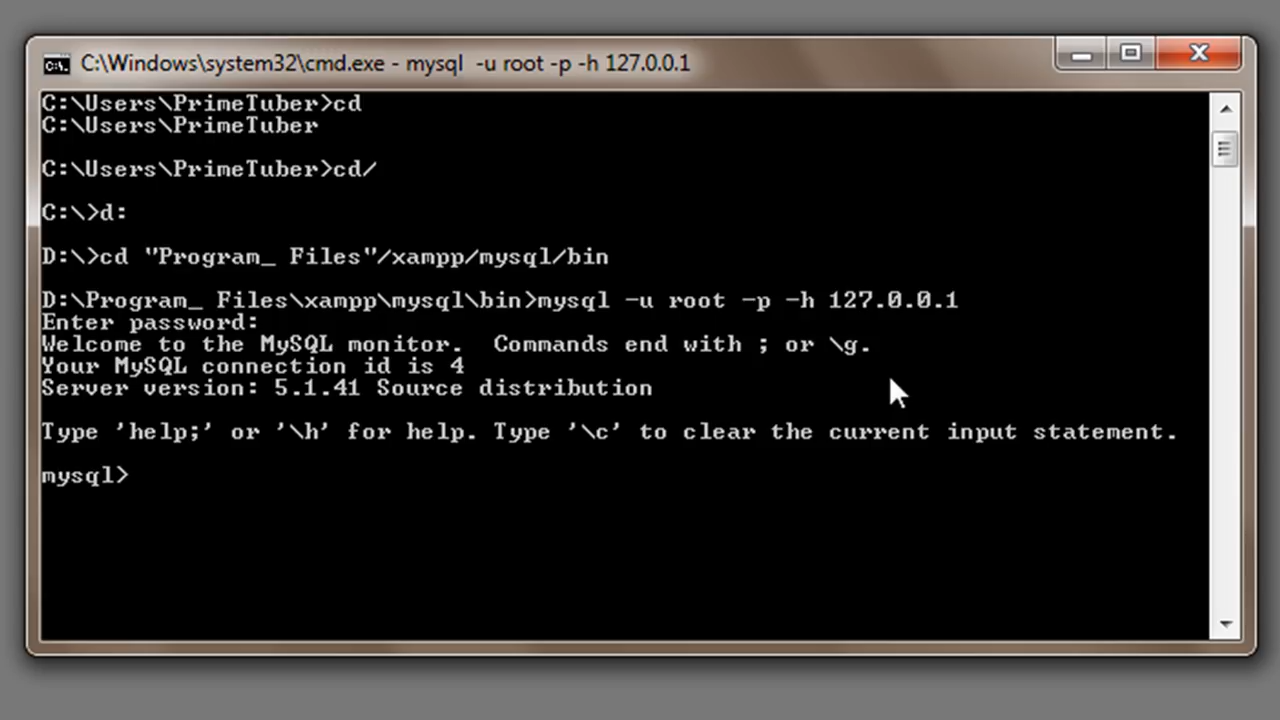 C:\Windows\system32\cmd.exe - mysql  -u root -p -h 127.0.0.1
C:\Users\PrimeTuber>cd
C:\Users\PrimeTuber
C:\Users\PrimeTuber>cd/
C:\>d:
D:\>cd "Program_ Files"/xampp/mysql/bin
D:\Program_ Files\xampp\mysql\bin>mysql -u root -p -h 127.0.0.1
Enter password:
Welcome to the MySQL monitor.  Commands end with ; or \g.
Your MySQL connection id is 4
Server version: 5.1.41 Source distribution
Type 'help;' or '\h' for help. Type '\c' to clear the current input statement.
mysql>